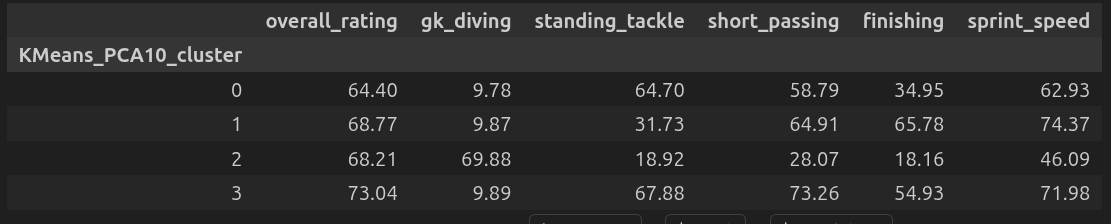 overall_rating gk_diving standing_tackle short_passing finishing sprint_speed
KMeans_PCA10_cluster
0 64.40 9.78 64.70 58.79 34.95 62.93
1 68.77 9.87 31.73 64.91 65.78 74.37
2 68.21 69.88 18.92 28.07 18.16 46.09
3 73.04 9.89 67.88 73.26 54.93 71.98